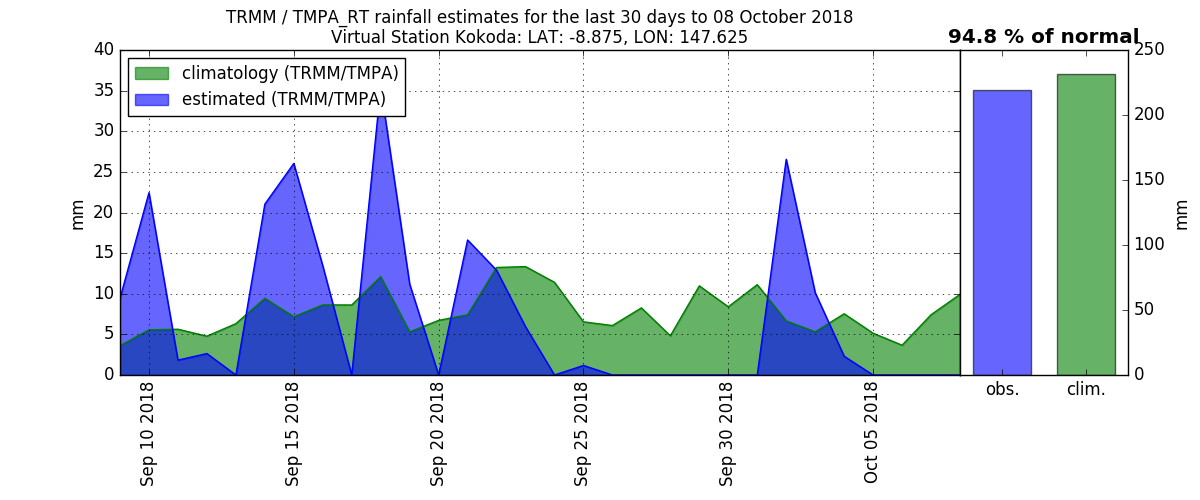 TRMM / TMPA_RT rainfall estimates for the last 30 days to 08 October 2018
Virtual Station Kokoda: LAT: -8.875, LON: 147.625
94.8 % of normal
climatology (TRMM/TMPA)
estimated (TRMM/TMPA)
40
35
30
25
20
15
10
5
0
mm
Sep 10 2018
Sep 15 2018
Sep 20 2018
Sep 25 2018
Sep 30 2018
Oct 05 2018
250
200
150
100
50
0
mm
obs.
clim.